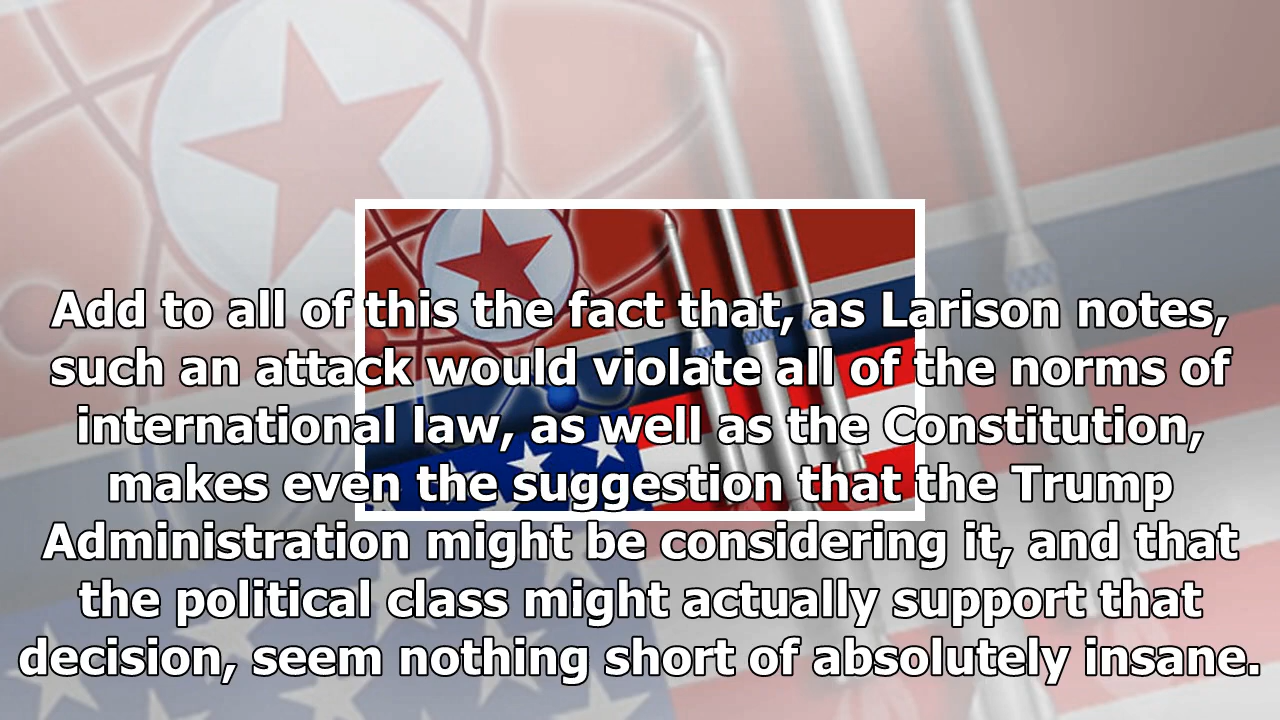 Add to all of this the fact that, as Larison notes,
such an attack would violate all of the norms of
international law, as well as the Constitution,
makes even the suggestion that the Trump
Administration might be considering it, and that
the political class might actually support that
decision, seem nothing short of absolutely insane.